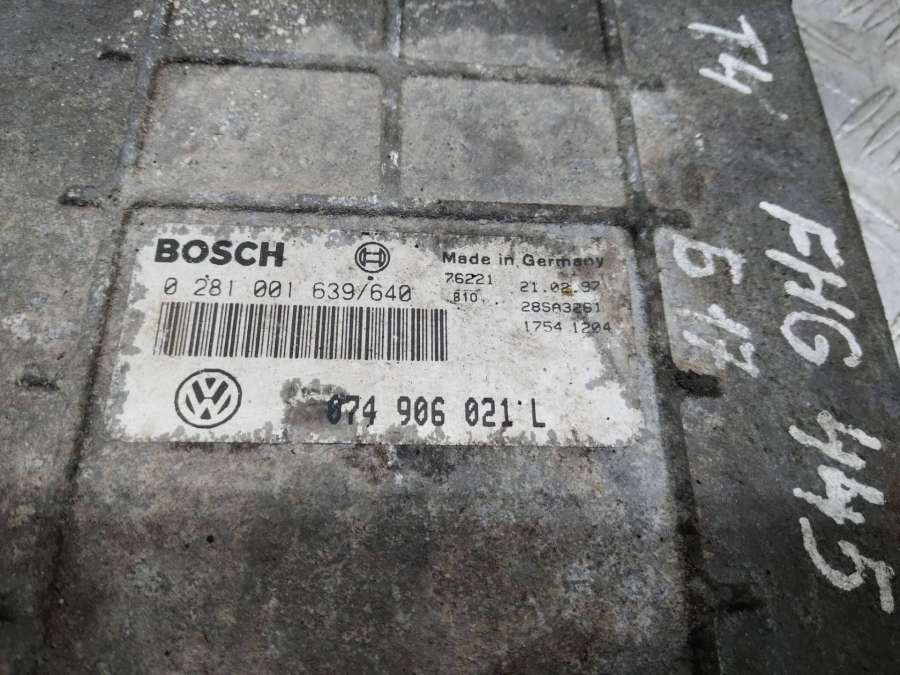 BOSCH
Made in Germany
0 281 001 639/640
76221 21.02.97
810 28SA3261
1754 1204
074 906 021 L
T4
Б 17
FHG
445